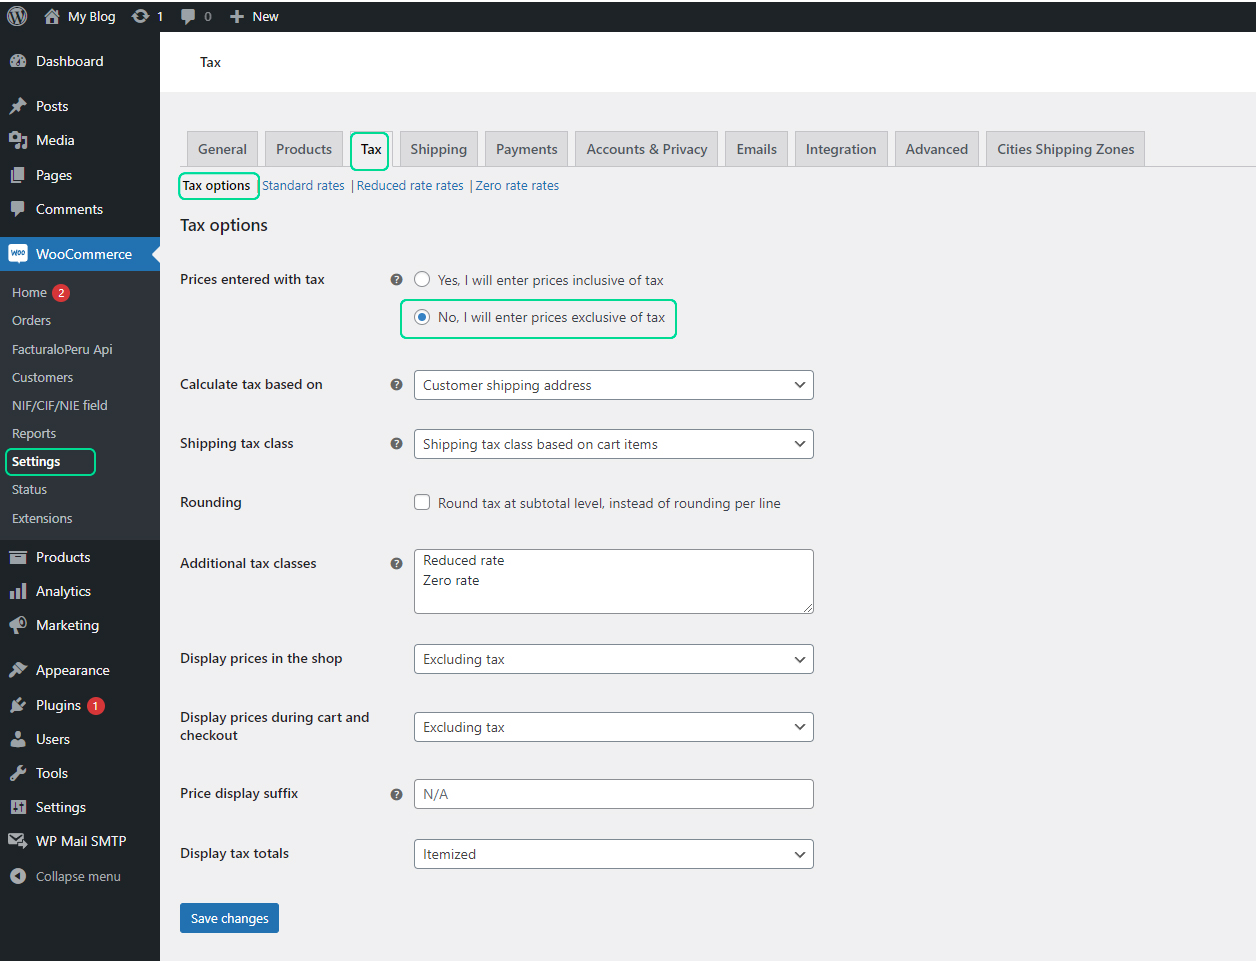 My Blog 1 0 New
Dashboard
Posts
Media
Pages
Comments
WooCommerce
Home 2
Orders
FacturaloPeru Api
Customers
NIF/CIF/NIE field
Reports
Settings
Status
Extensions
Products
Analytics
Marketing
Appearance
Plugins 1
Users
Tools
Settings
WP Mail SMTP
Collapse menu
Tax
General Products Tax Shipping Payments Accounts & Privacy Emails Integration Advanced Cities Shipping Zones
Tax options | Standard rates | Reduced rate rates | Zero rate rates
Tax options
Prices entered with tax ? Yes, I will enter prices inclusive of tax
No, I will enter prices exclusive of tax
Calculate tax based on ? Customer shipping address
Shipping tax class ? Shipping tax class based on cart items
Rounding Round tax at subtotal level, instead of rounding per line
Additional tax classes ? Reduced rate
Zero rate
Display prices in the shop Excluding tax
Display prices during cart and
checkout Excluding tax
Price display suffix ? N/A
Display tax totals Itemized
Save changes